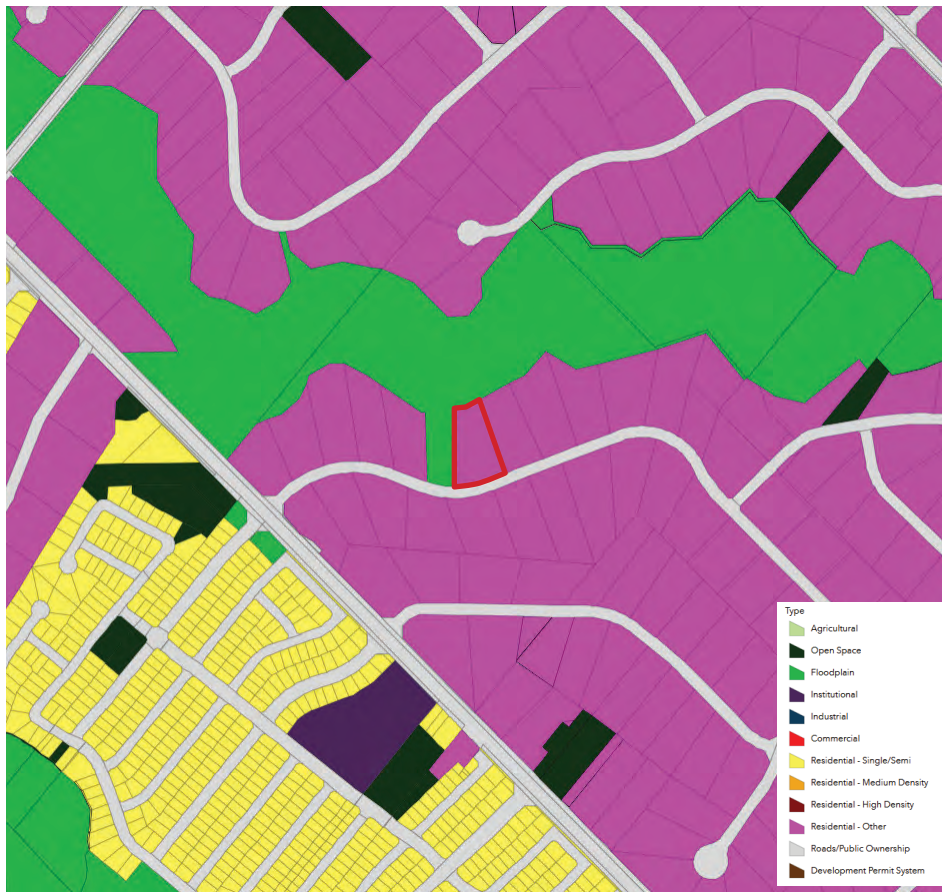 Type
Agricultural
Open Space
Floodplain
Institutional
Industrial
Commercial
Residential - Single/Semi
Residential - Medium Density
Residential - High Density
Residential - Other
Roads/Public Ownership
Development Permit System